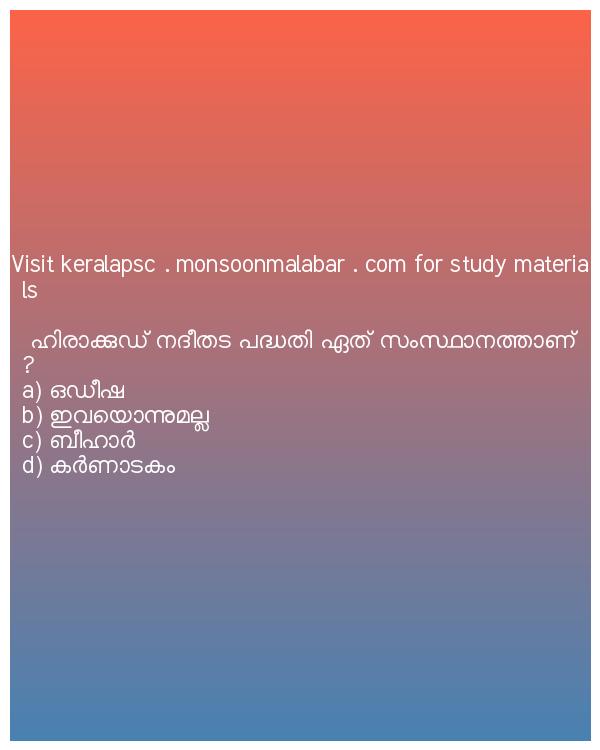 Visit keralapsc . monsoonmalabar . com for study materia
ls
ഹിരാക്കുഡ് നദീതട പദ്ധതി ഏത് സംസ്ഥാനത്താണ്
?
a) ഒഡീഷ
b) ഇവയൊന്നുമല്ല
c) ബീഹാർ
d) കർണാടകം